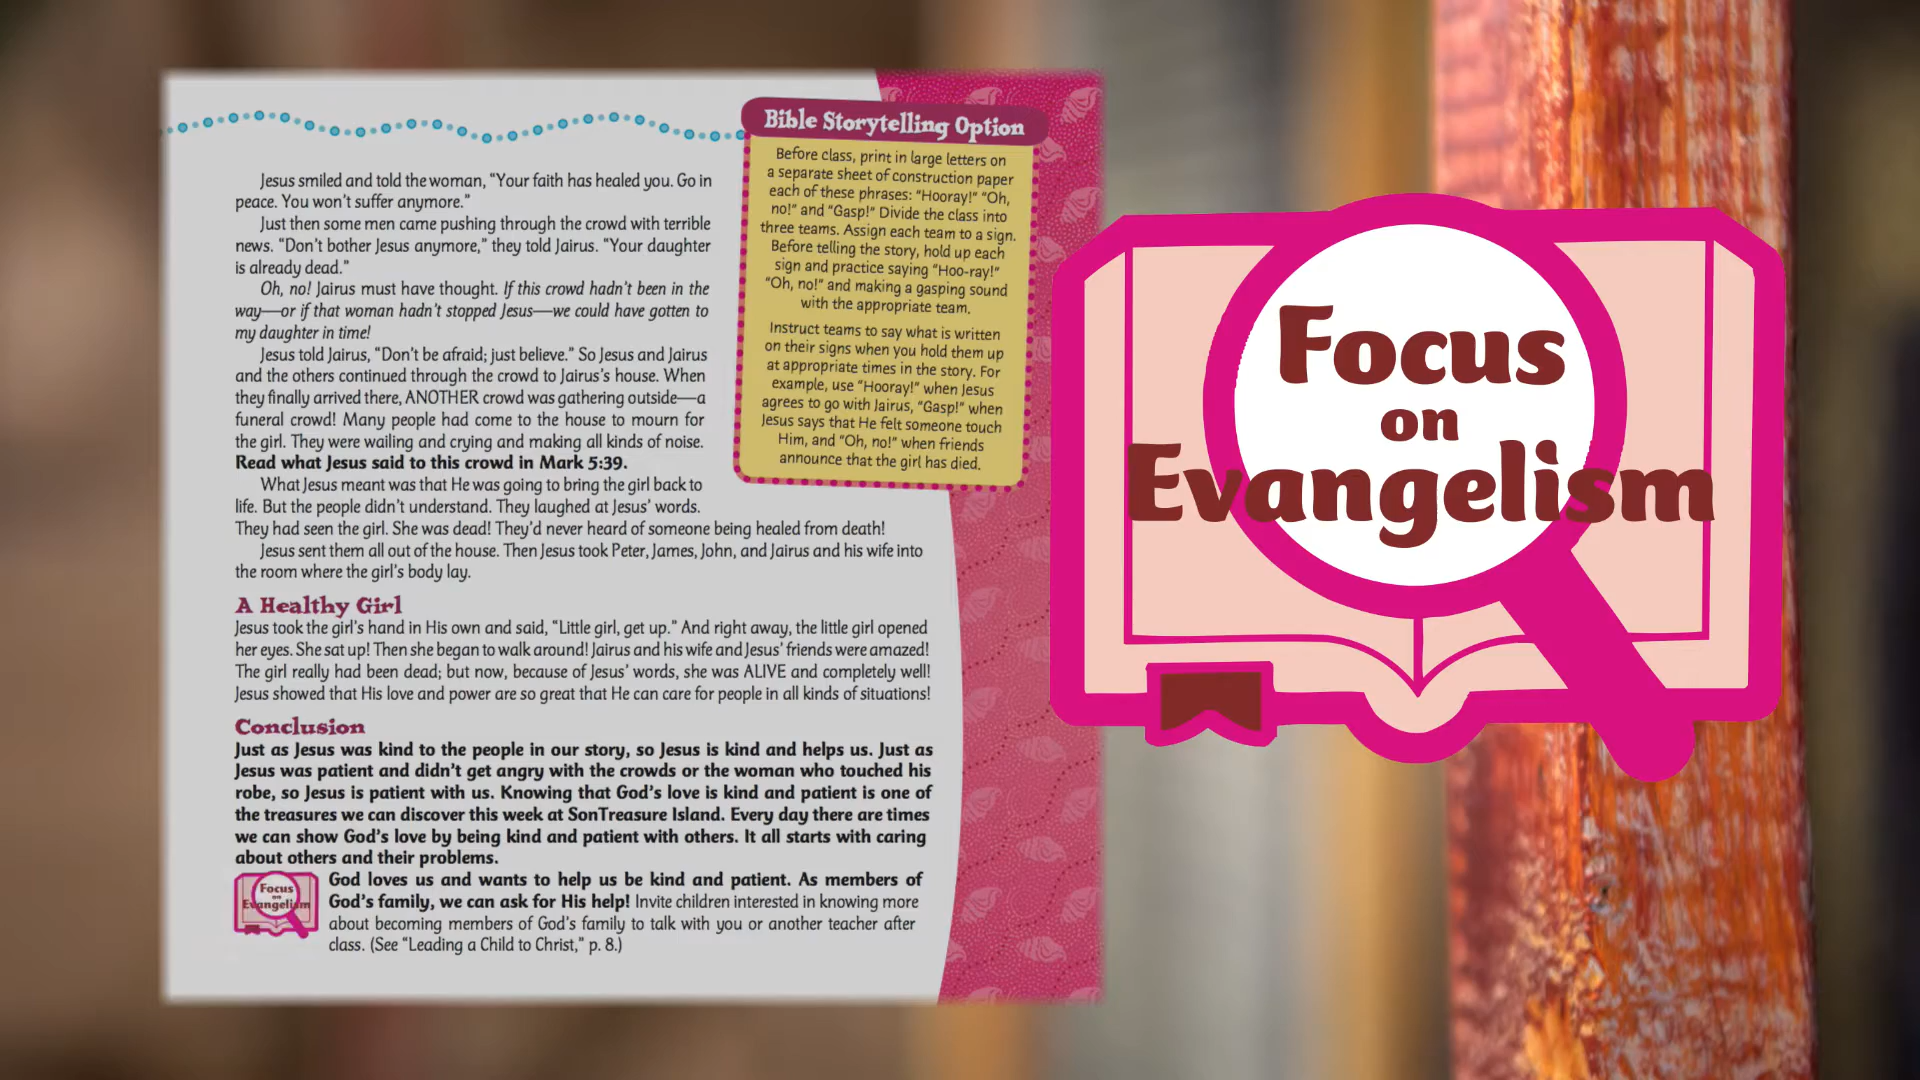 Jesus smiled and told the woman, “Your faith has healed you. Go in
peace. You won’t suffer anymore.”
Just then some men came pushing through the crowd with terrible
news. “Don’t bother Jesus anymore,” they told Jairus. “Your daughter
is already dead.”
Oh, no! Jairus must have thought. If this crowd hadn’t been in the
way—or if that woman hadn’t stopped Jesus—we could have gotten to
my daughter in time!
Jesus told Jairus, “Don’t be afraid; just believe.” So Jesus and Jairus
and the others continued through the crowd to Jairus’s house. When
they finally arrived there, ANOTHER crowd was gathering outside—a
funeral crowd! Many people had come to the house to mourn for
the girl. They were wailing and crying and making all kinds of noise.
Read what Jesus said to this crowd in Mark 5:39.
What Jesus meant was that He was going to bring the girl back to
life. But the people didn’t understand. They laughed at Jesus’ words.
They had seen the girl. She was dead! They’d never heard of someone being healed from death!
Jesus sent them all out of the house. Then Jesus took Peter, James, John, and Jairus and his wife into
the room where the girl’s body lay.
A Healthy Girl
Jesus took the girl’s hand in His own and said, “Little girl, get up.” And right away, the little girl opened
her eyes. She sat up! Then she began to walk around! Jairus and his wife and Jesus’ friends were amazed!
The girl really had been dead; but now, because of Jesus’ words, she was ALIVE and completely well!
Jesus showed that His love and power are so great that He can care for people in all kinds of situations!
Conclusion
Just as Jesus was kind to the people in our story, so Jesus is kind and helps us. Just as
Jesus was patient and didn’t get angry with the crowds or the woman who touched his
robe, so Jesus is patient with us. Knowing that God’s love is kind and patient is one of
the treasures we can discover this week at SonTreasure Island. Every day there are times
we can show God’s love by being kind and patient with others. It all starts with caring
about others and their problems.
Focus
on
Evangelism
God loves us and wants to help us be kind and patient. As members of
God’s family, we can ask for His help! Invite children interested in knowing more
about becoming members of God’s family to talk with you or another teacher after
class. (See “Leading a Child to Christ,” p. 8.)
Bible Storytelling Option
Before class, print in large letters on
a separate sheet of construction paper
each of these phrases: “Hooray!” “Oh,
no!” and “Gasp!” Divide the class into
three teams. Assign each team to a sign.
Before telling the story, hold up each
sign and practice saying “Hoo-ray!”
“Oh, no!” and making a gasping sound
with the appropriate team.
Instruct teams to say what is written
on their signs when you hold them up
at appropriate times in the story. For
example, use “Hooray!” when Jesus
agrees to go with Jairus, “Gasp!” when
Jesus says that He felt someone touch
Him, and “Oh, no!” when friends
announce that the girl has died.
Focus
on
Evangelism